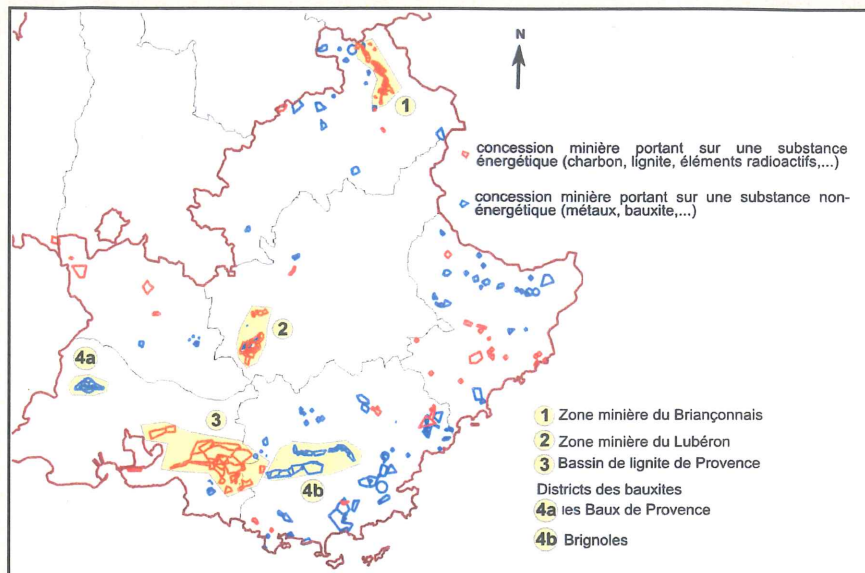 N
1
concession minière portant sur une substance
énergétique (charbon, lignite, éléments radioactifs,...)
concession minière portant sur une substance non-
énergétique (métaux, bauxite,...)
2
4a
3
4b
1 Zone minière du Briançonnais
2 Zone minière du Lubéron
3 Bassin de lignite de Provence
Districts des bauxites
4a ıes Baux de Provence
4b Brignoles